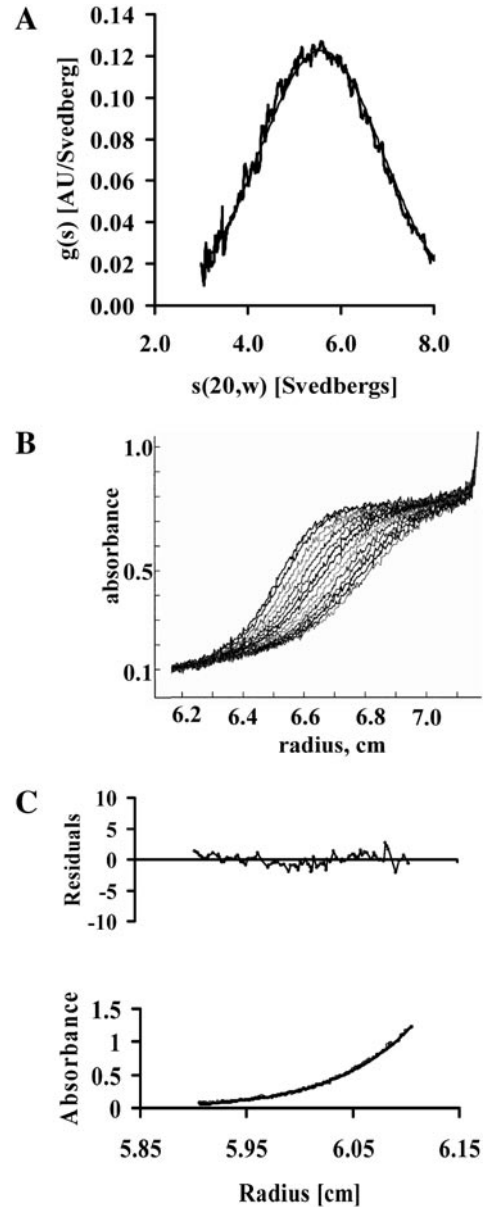 A
0.14
0.12
0.10
0.08
0.06
0.04
0.02
0.00
g(s) [AU/Svedberg]
2.0 4.0 6.0 8.0
s(20,w) [Svedbergs]
B
1.0
0.5
0.1
absorbance
6.2 6.4 6.6 6.8 7.0
radius, cm
C
10
5
0
-5
-10
Residuals
1.5
1
0.5
0
Absorbance
5.85 5.95 6.05 6.15
Radius [cm]